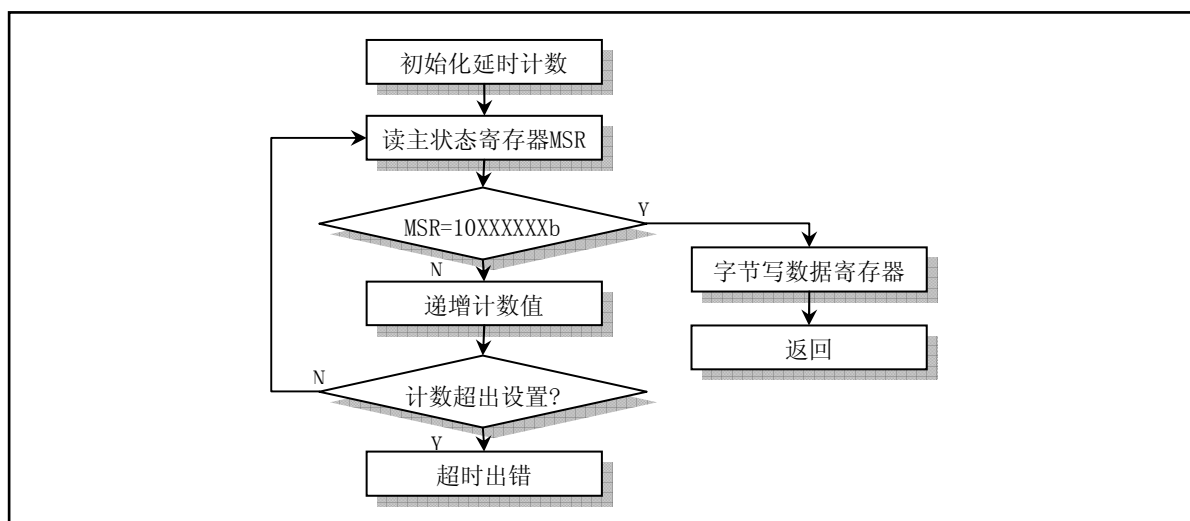 初始化延时计数
读主状态寄存器MSR
MSR=10XXXXXXb
Y
字节写数据寄存器
N
递增计数值
返回
N
计数超出设置?
Y
超时出错